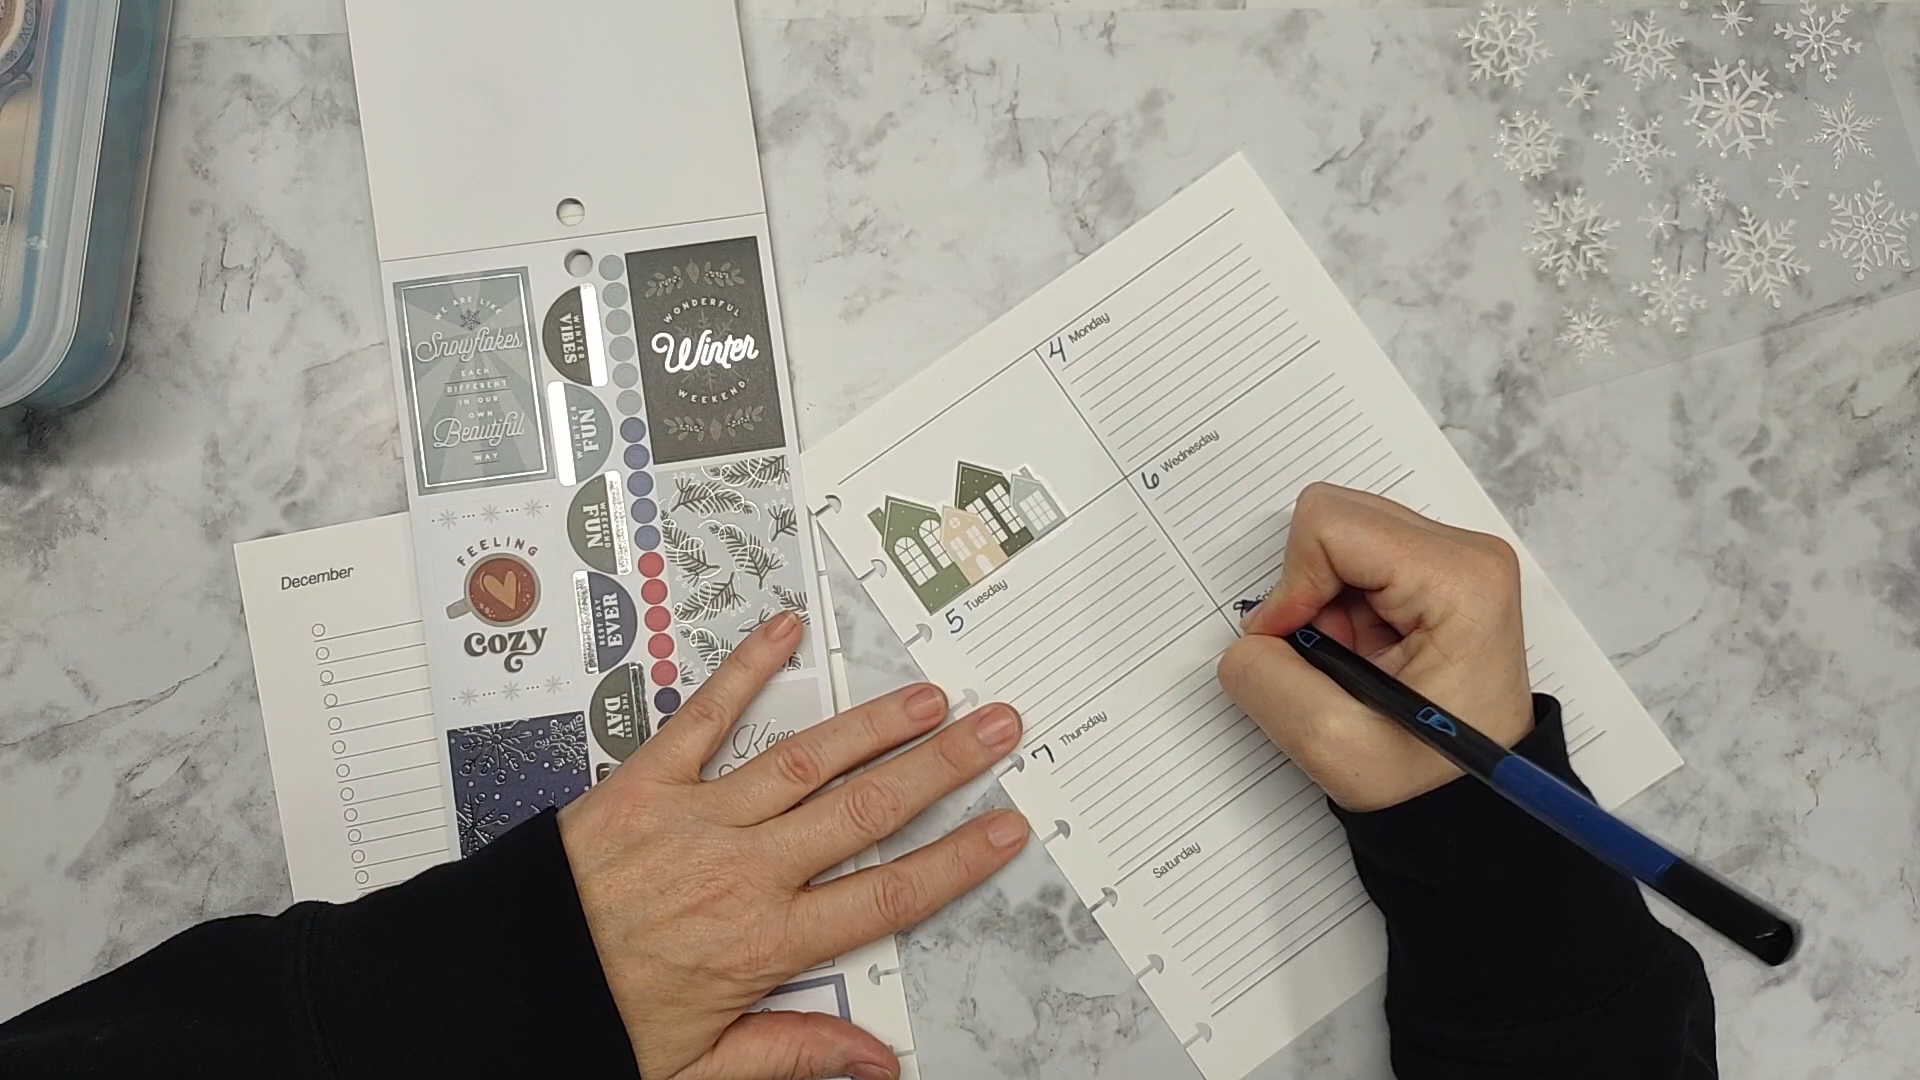 WE ARE LIKE
Snowflakes
EACH
DIFFERENT
IN OUR
OWN
Beautiful
WAY
WINTER
VIBES
WINTER
FUN
WEEKEND
FUN
BEST DAY
EVER
THE BEST
DAY
WONDERFUL
Winter
WEEKEND
FEELING
COZY
Keep
December
4 Monday
5 Tuesday
6 Wednesday
7 Thursday
Saturday